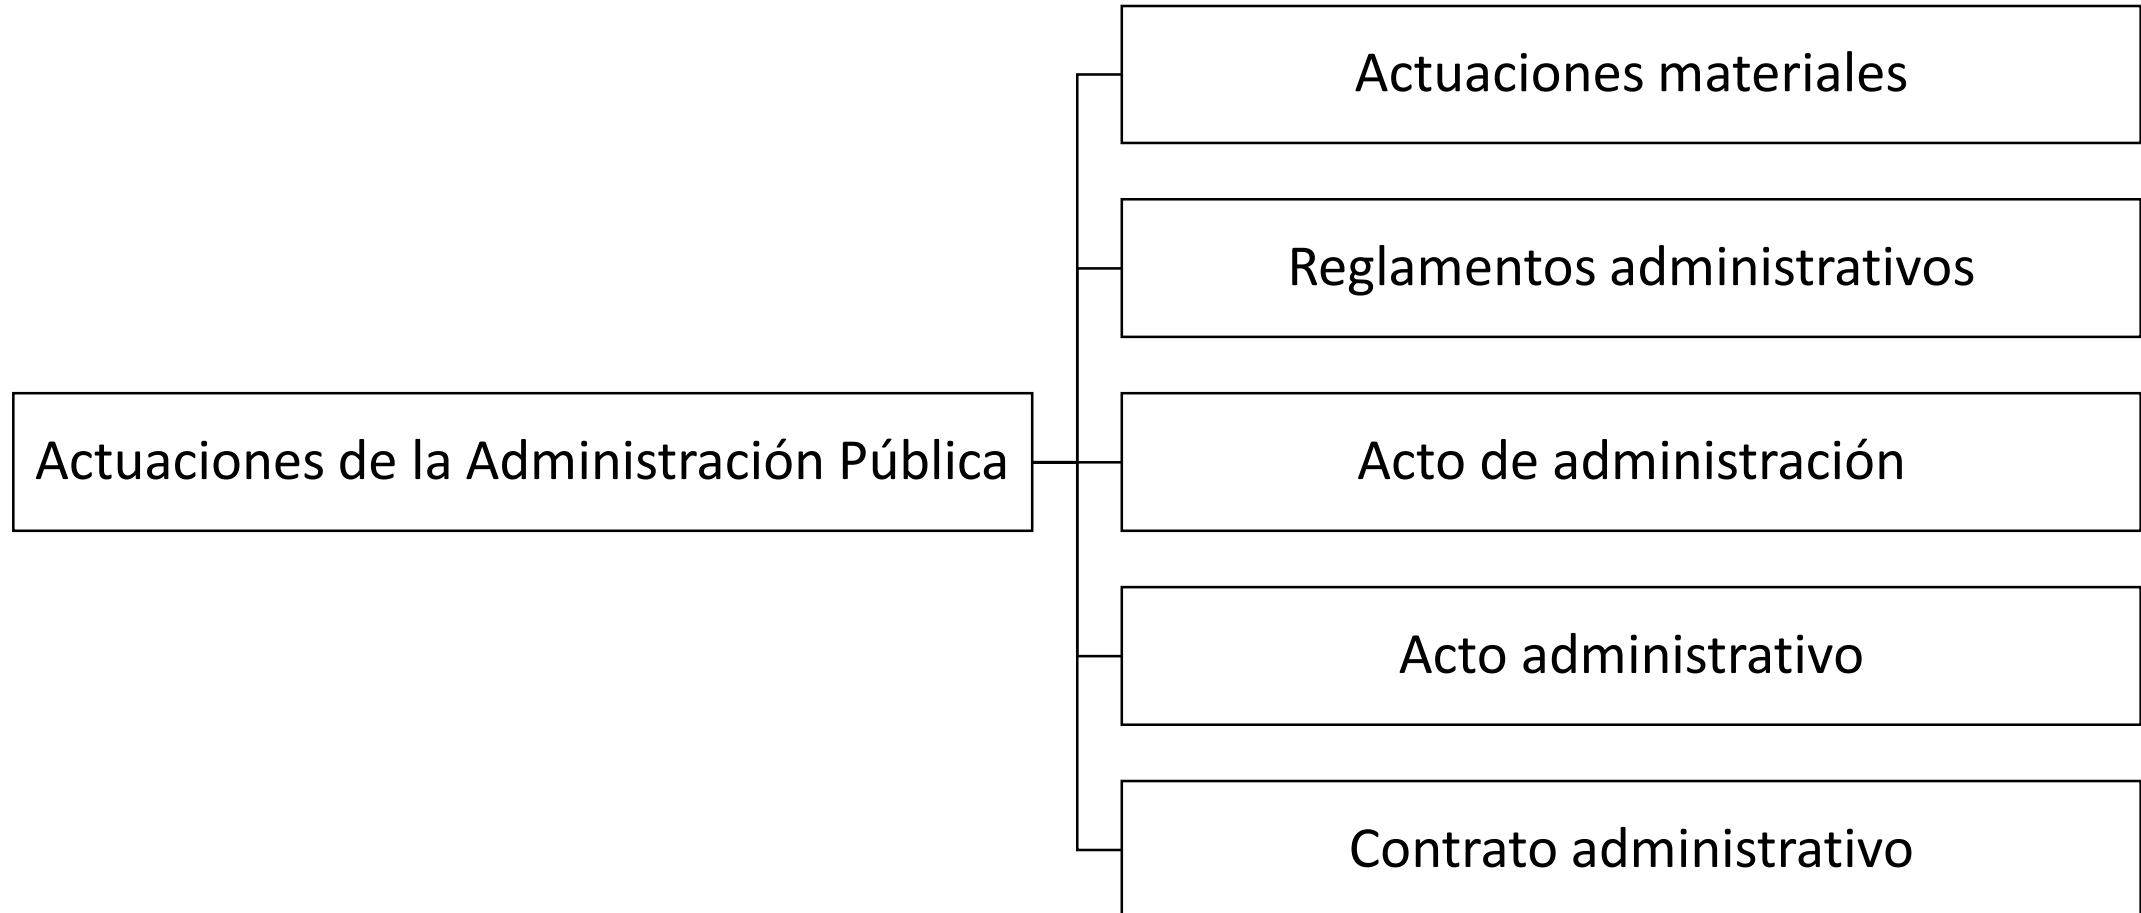 Actuaciones materiales
Reglamentos administrativos
Actuaciones de la Administración Pública
Acto de administración
Acto administrativo
Contrato administrativo